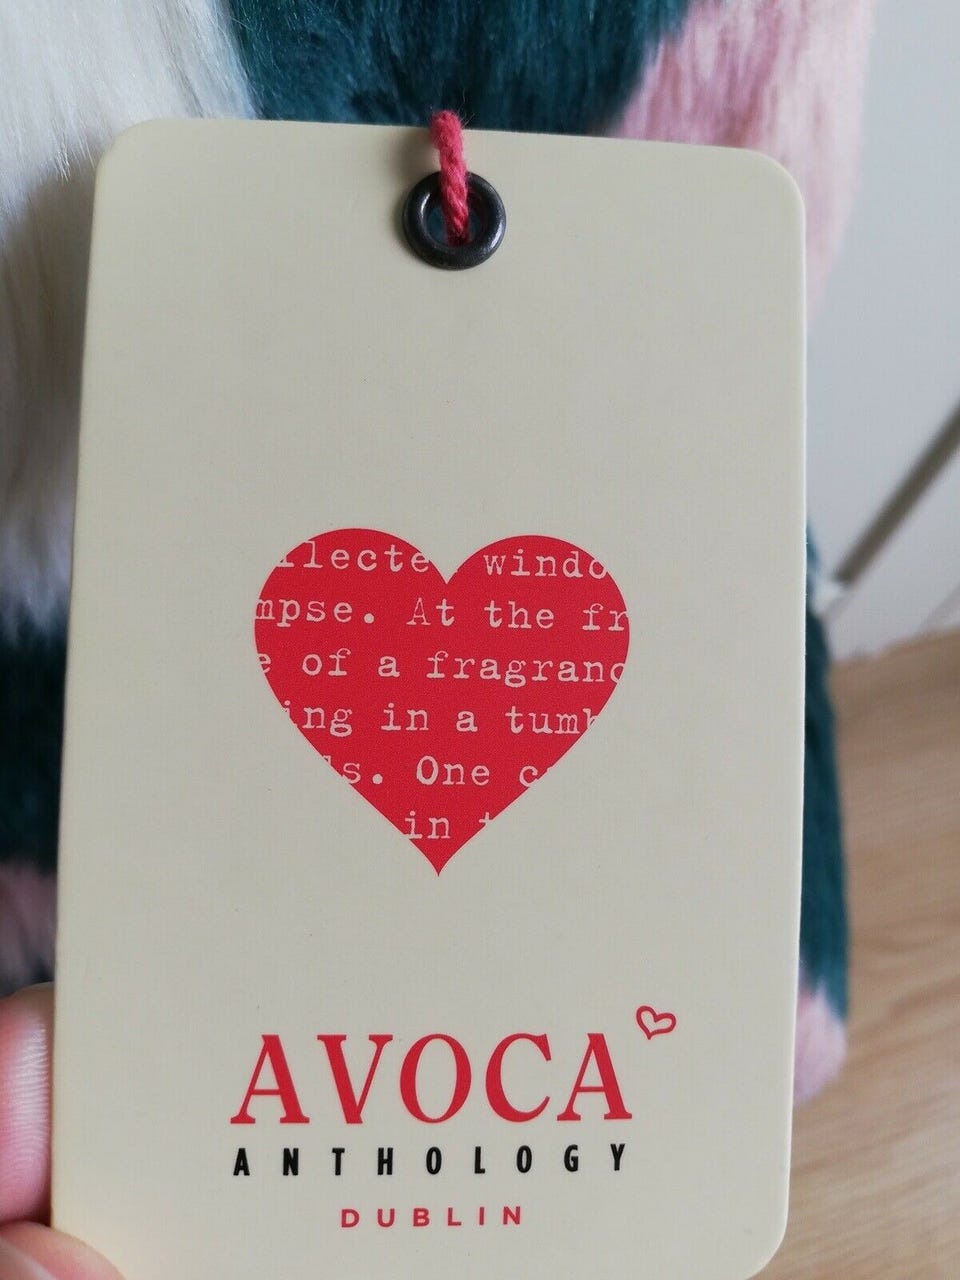 llecte windo
mpse. At the fr
e of a fragranc
ing in a tumb
ls. One c
in t
AVOCA
ANTHOLOGY
DUBLIN